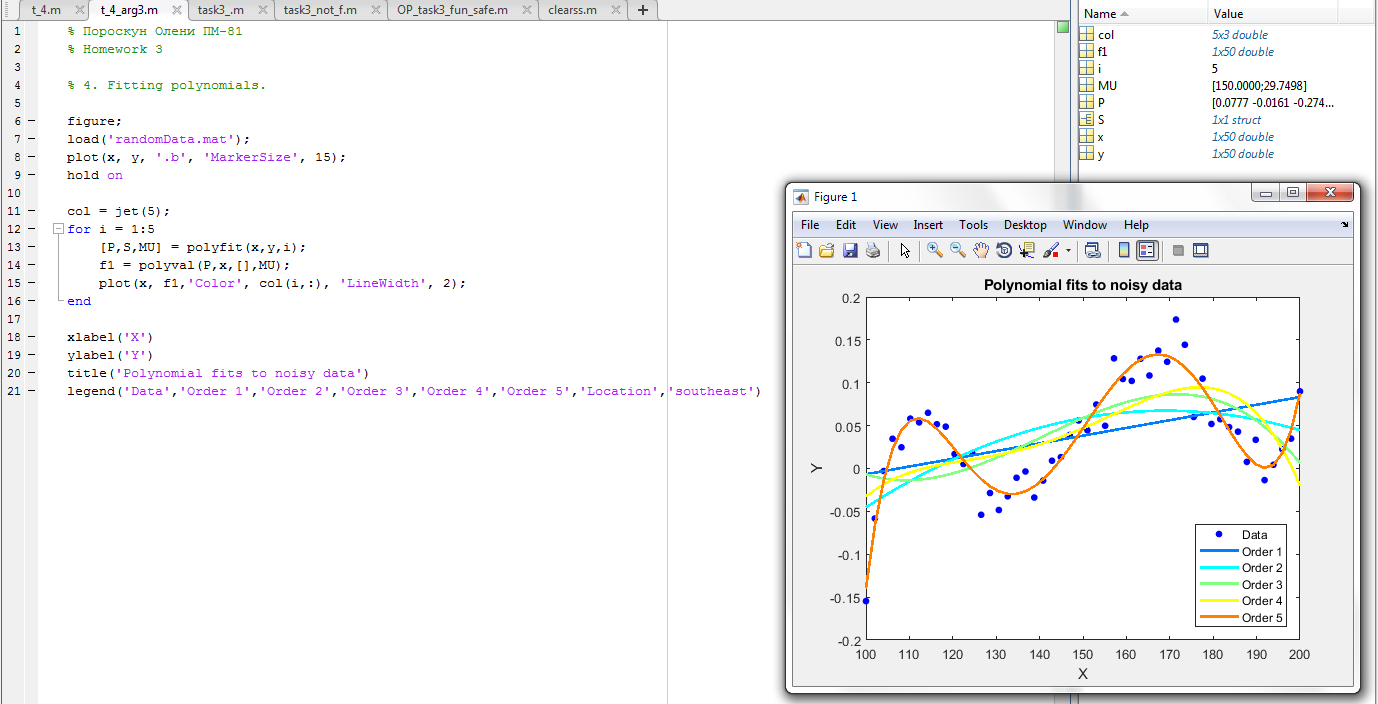 t_4.m t_4_arg3.m task3_.m task3_not_f.m OP_task3_fun_safe.m clearss.m
1 % Пороскун Олени ПМ-81
2 % Homework 3
3
4 % 4. Fitting polynomials.
5
6 figure;
7 load('randomData.mat');
8 plot(x, y, '.b', 'MarkerSize', 15);
9 hold on
10
11 col = jet(5);
12 for i = 1:5
13 [P,S,MU] = polyfit(x,y,i);
14 f1 = polyval(P,x,[],MU);
15 plot(x, f1,'Color', col(i,:), 'LineWidth', 2);
16 end
17
18 xlabel('X')
19 ylabel('Y')
20 title('Polynomial fits to noisy data')
21 legend('Data','Order 1','Order 2','Order 3','Order 4','Order 5','Location','southeast')
Name Value
col 5x3 double
f1 1x50 double
i 5
MU [150.0000;29.7498]
P [0.0777 -0.0161 -0.274...
S 1x1 struct
x 1x50 double
y 1x50 double
Figure 1
File Edit View Insert Tools Desktop Window Help
Polynomial fits to noisy data
0.2
0.15
0.1
0.05
0
-0.05
-0.1
-0.15
-0.2
Y
Data
Order 1
Order 2
Order 3
Order 4
Order 5
100 110 120 130 140 150 160 170 180 190 200
X